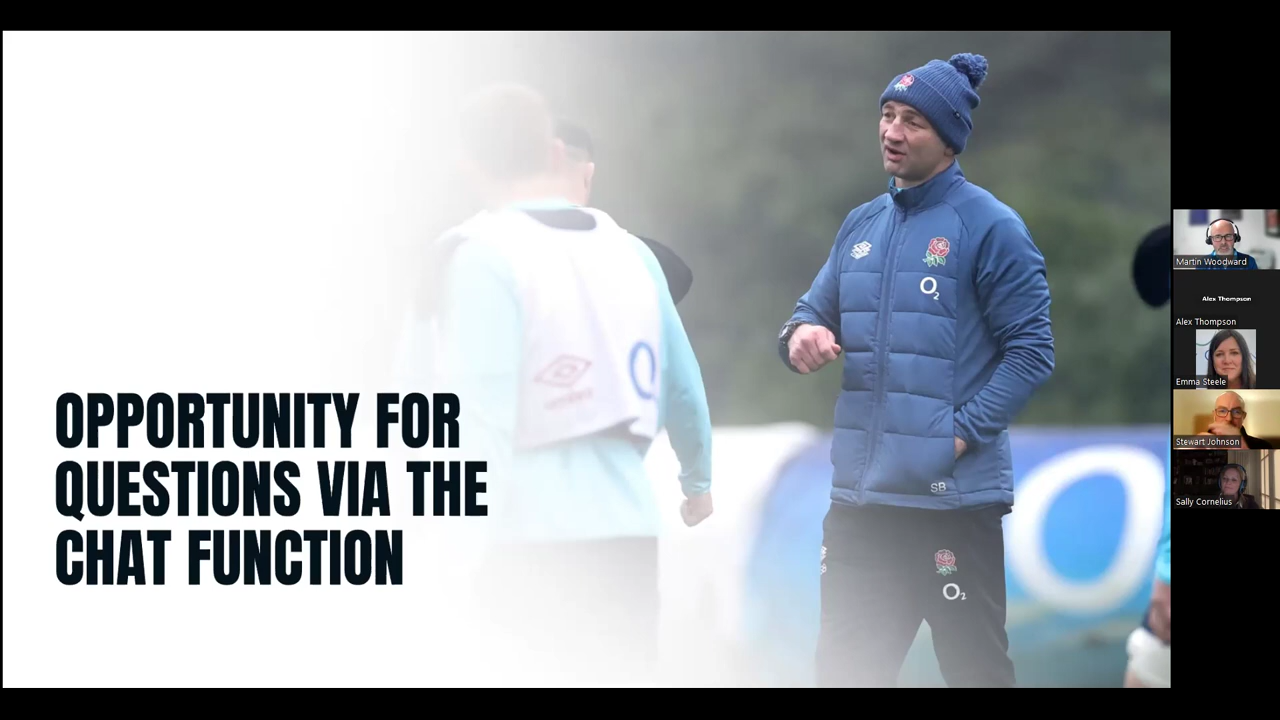 OPPORTUNITY FOR
QUESTIONS VIA THE
CHAT FUNCTION
O2
SB
O2
Martin Woodward
Alex Thompson
Alex Thompson
Emma Steele
Stewart Johnson
Sally Cornelius